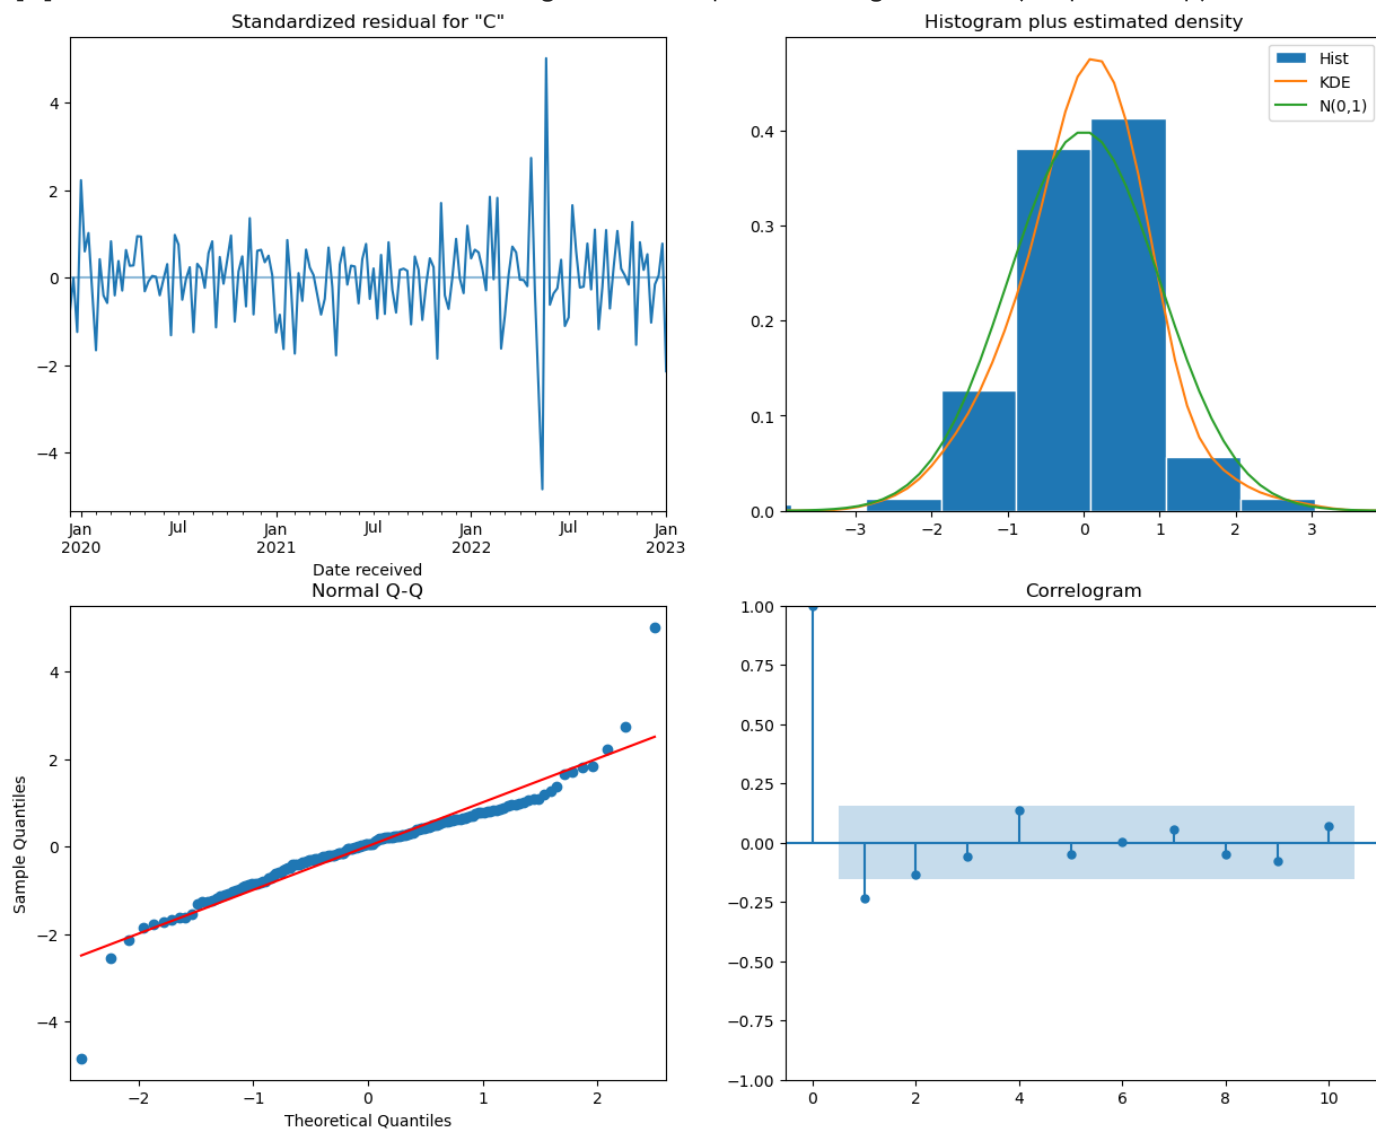 Standardized residual for "C"
4
2
0
−2
−4
Jan
2020
Jul
Jan
2021
Jul
Jan
2022
Jul
Jan
2023
Date received
Histogram plus estimated density
Hist
KDE
N(0,1)
0.4
0.3
0.2
0.1
0.0
−3
−2
−1
0
1
2
3
Normal Q-Q
Sample Quantiles
4
2
0
−2
−4
−2
−1
0
1
2
Theoretical Quantiles
Correlogram
1.00
0.75
0.50
0.25
0.00
−0.25
−0.50
−0.75
−1.00
0
2
4
6
8
10